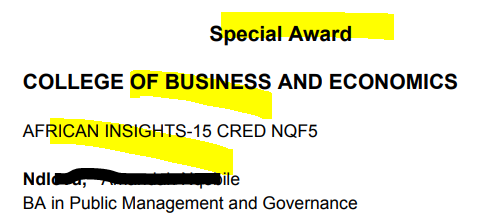 Special Award
COLLEGE OF BUSINESS AND ECONOMICS
AFRICAN INSIGHTS-15 CRED NQF5
BA in Public Management and Governance